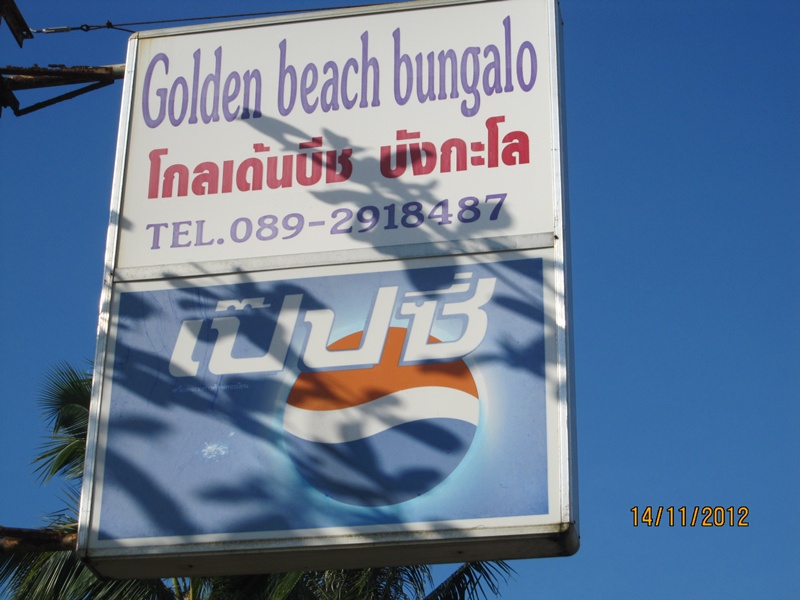 Golden beach bungalo
โกลเด้นบีช บังกะโล
TEL.089-2918487
เป๊ปซี่
14/11/2012